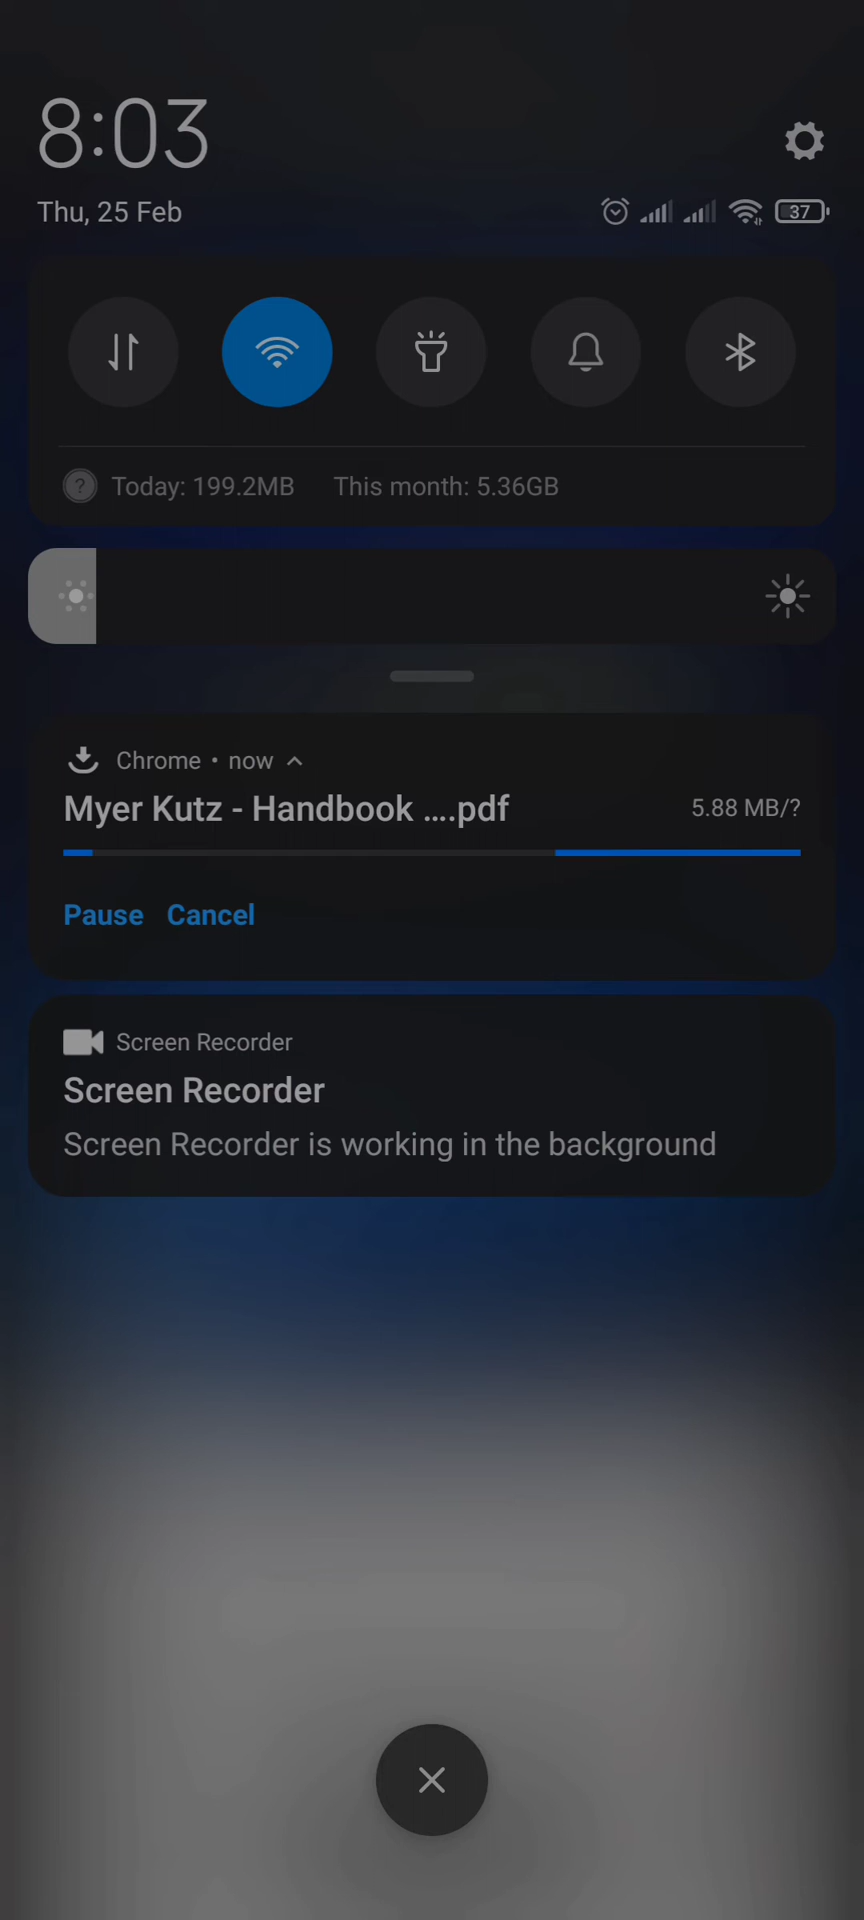 8:03
Thu, 25 Feb
37
? Today: 199.2MB This month: 5.36GB
Chrome • now
Myer Kutz - Handbook ....pdf 5.88 MB/?
Pause Cancel
Screen Recorder
Screen Recorder
Screen Recorder is working in the background